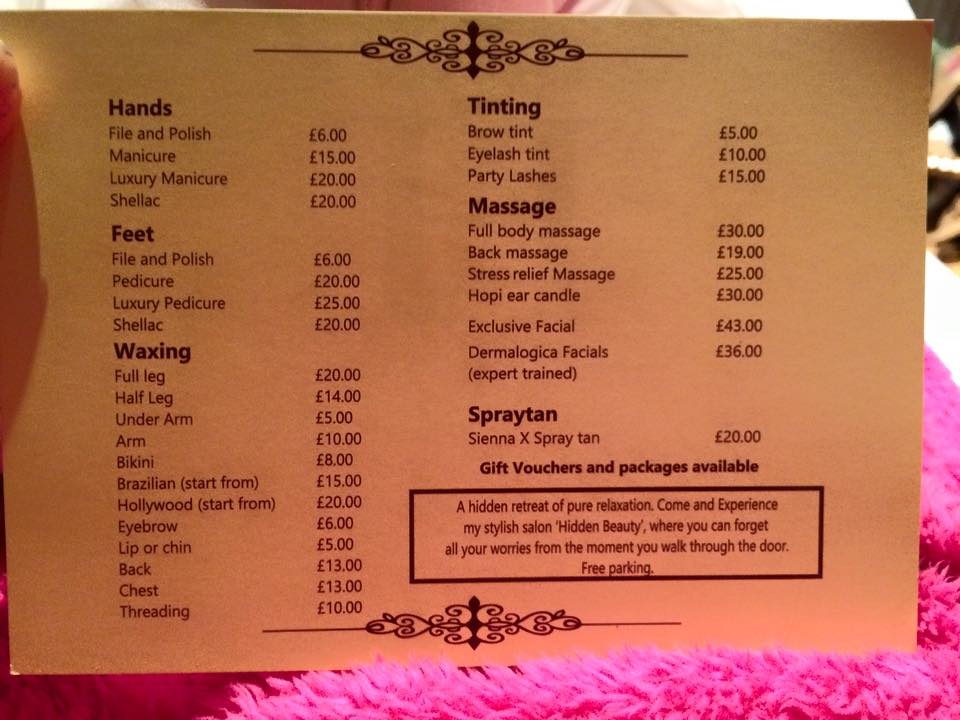 Hands
File and Polish £6.00
Manicure £15.00
Luxury Manicure £20.00
Shellac £20.00
Feet
File and Polish £6.00
Pedicure £20.00
Luxury Pedicure £25.00
Shellac £20.00
Waxing
Full leg £20.00
Half Leg £14.00
Under Arm £5.00
Arm £10.00
Bikini £8.00
Brazilian (start from) £15.00
Hollywood (start from) £20.00
Eyebrow £6.00
Lip or chin £5.00
Back £13.00
Chest £13.00
Threading £10.00
Tinting
Brow tint £5.00
Eyelash tint £10.00
Party Lashes £15.00
Massage
Full body massage £30.00
Back massage £19.00
Stress relief Massage £25.00
Hopi ear candle £30.00
Exclusive Facial £43.00
Dermalogica Facials £36.00
(expert trained)
Spraytan
Sienna X Spray tan £20.00
Gift Vouchers and packages available
A hidden retreat of pure relaxation. Come and Experience
my stylish salon 'Hidden Beauty', where you can forget
all your worries from the moment you walk through the door.
Free parking.